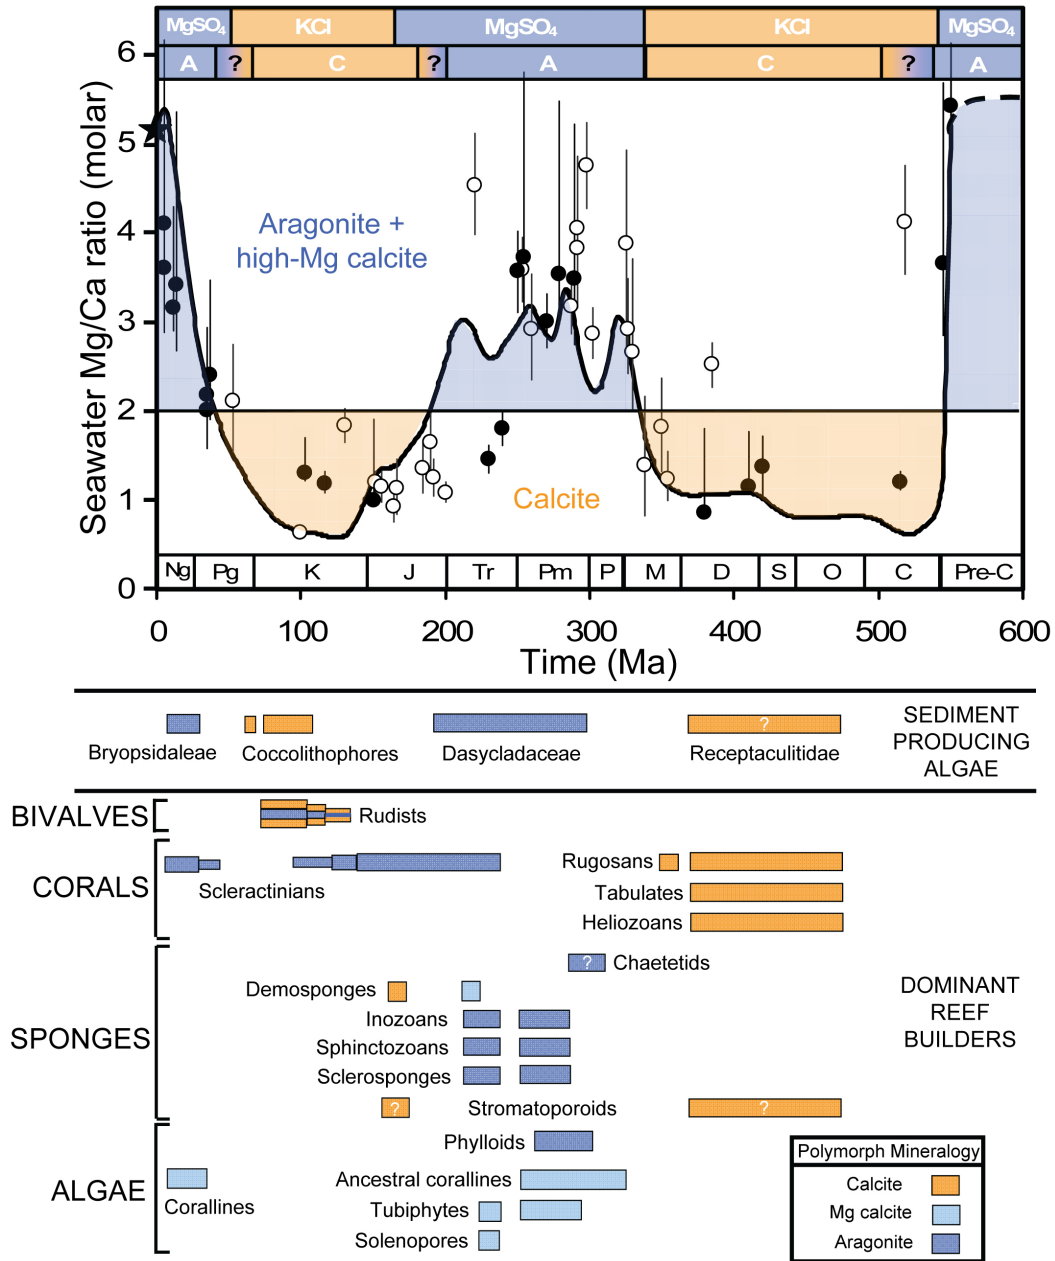 MgSO₄ KCl MgSO₄ KCl MgSO₄
A ? C ? A C ? A
Seawater Mg/Ca ratio (molar)
6
5
4
3
2
1
0
Aragonite +
high-Mg calcite
Calcite
Ng Pg K J Tr Pm P M D S O C Pre-C
0 100 200 300 400 500 600
Time (Ma)
?
Bryopsidaleae Coccolithophores Dasycladaceae Receptaculitidae
SEDIMENT
PRODUCING
ALGAE
BIVALVES
Rudists
CORALS
Scleractinians
Rugosans
Tabulates
Heliozoans
SPONGES
? Chaetetids
Demosponges
Inozoans
Sphinctozoans
Sclerosponges
? Stromatoporoids ?
DOMINANT
REEF
BUILDERS
ALGAE
Phylloids
Ancestral corallines
Corallines
Tubiphytes
Solenopores
Polymorph Mineralogy
Calcite
Mg calcite
Aragonite